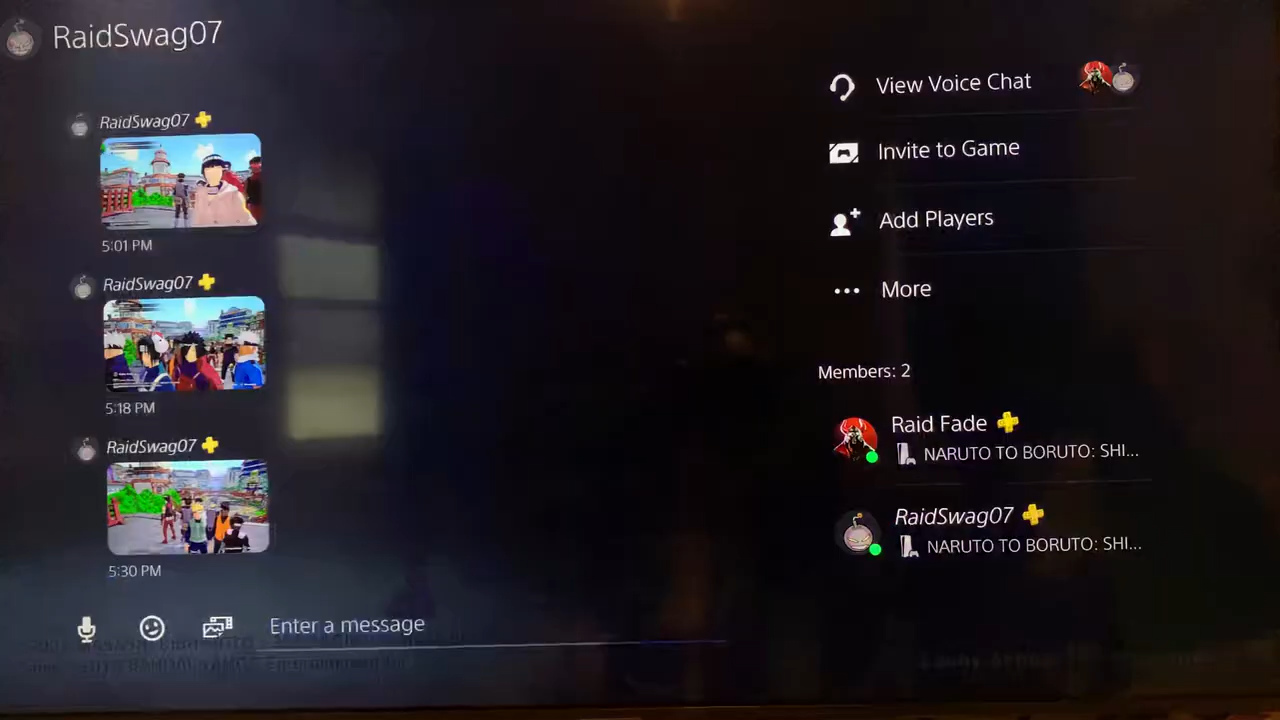 RaidSwag07
RaidSwag07
5:01 PM
RaidSwag07
5:18 PM
RaidSwag07
5:30 PM
Enter a message
View Voice Chat
Invite to Game
Add Players
More
Members: 2
Raid Fade
NARUTO TO BORUTO: SHI...
RaidSwag07
NARUTO TO BORUTO: SHI...